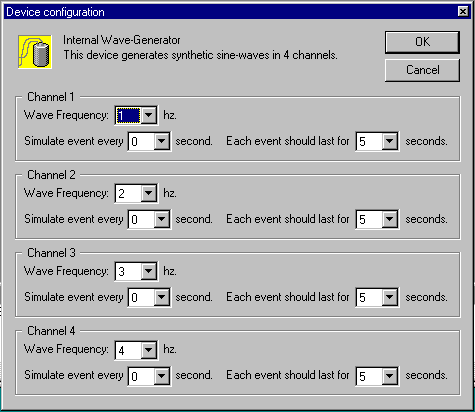 Device configuration
Internal Wave-Generator
This device generates synthetic sine-waves in 4 channels.
OK
Cancel
Channel 1
Wave Frequency: 1 hz.
Simulate event every 0 second. Each event should last for 5 seconds.
Channel 2
Wave Frequency: 2 hz.
Simulate event every 0 second. Each event should last for 5 seconds.
Channel 3
Wave Frequency: 3 hz.
Simulate event every 0 second. Each event should last for 5 seconds.
Channel 4
Wave Frequency: 4 hz.
Simulate event every 0 second. Each event should last for 5 seconds.